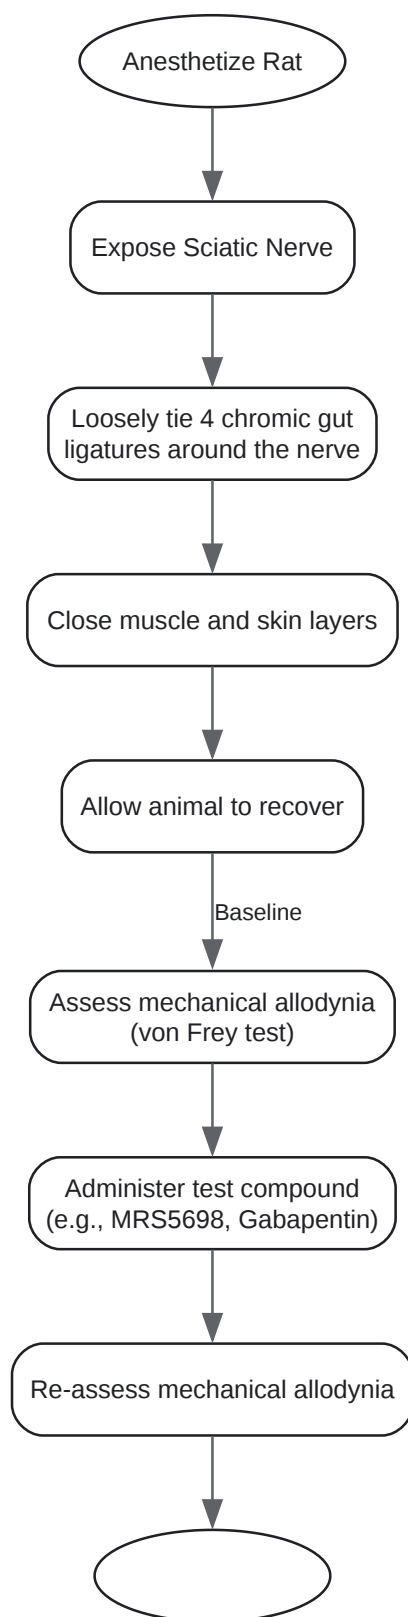 Anesthetize Rat
Expose Sciatic Nerve
Loosely tie 4 chromic gut
ligatures around the nerve
Close muscle and skin layers
Allow animal to recover
Baseline
Assess mechanical allodynia
(von Frey test)
Administer test compound
(e.g., MRS5698, Gabapentin)
Re-assess mechanical allodynia